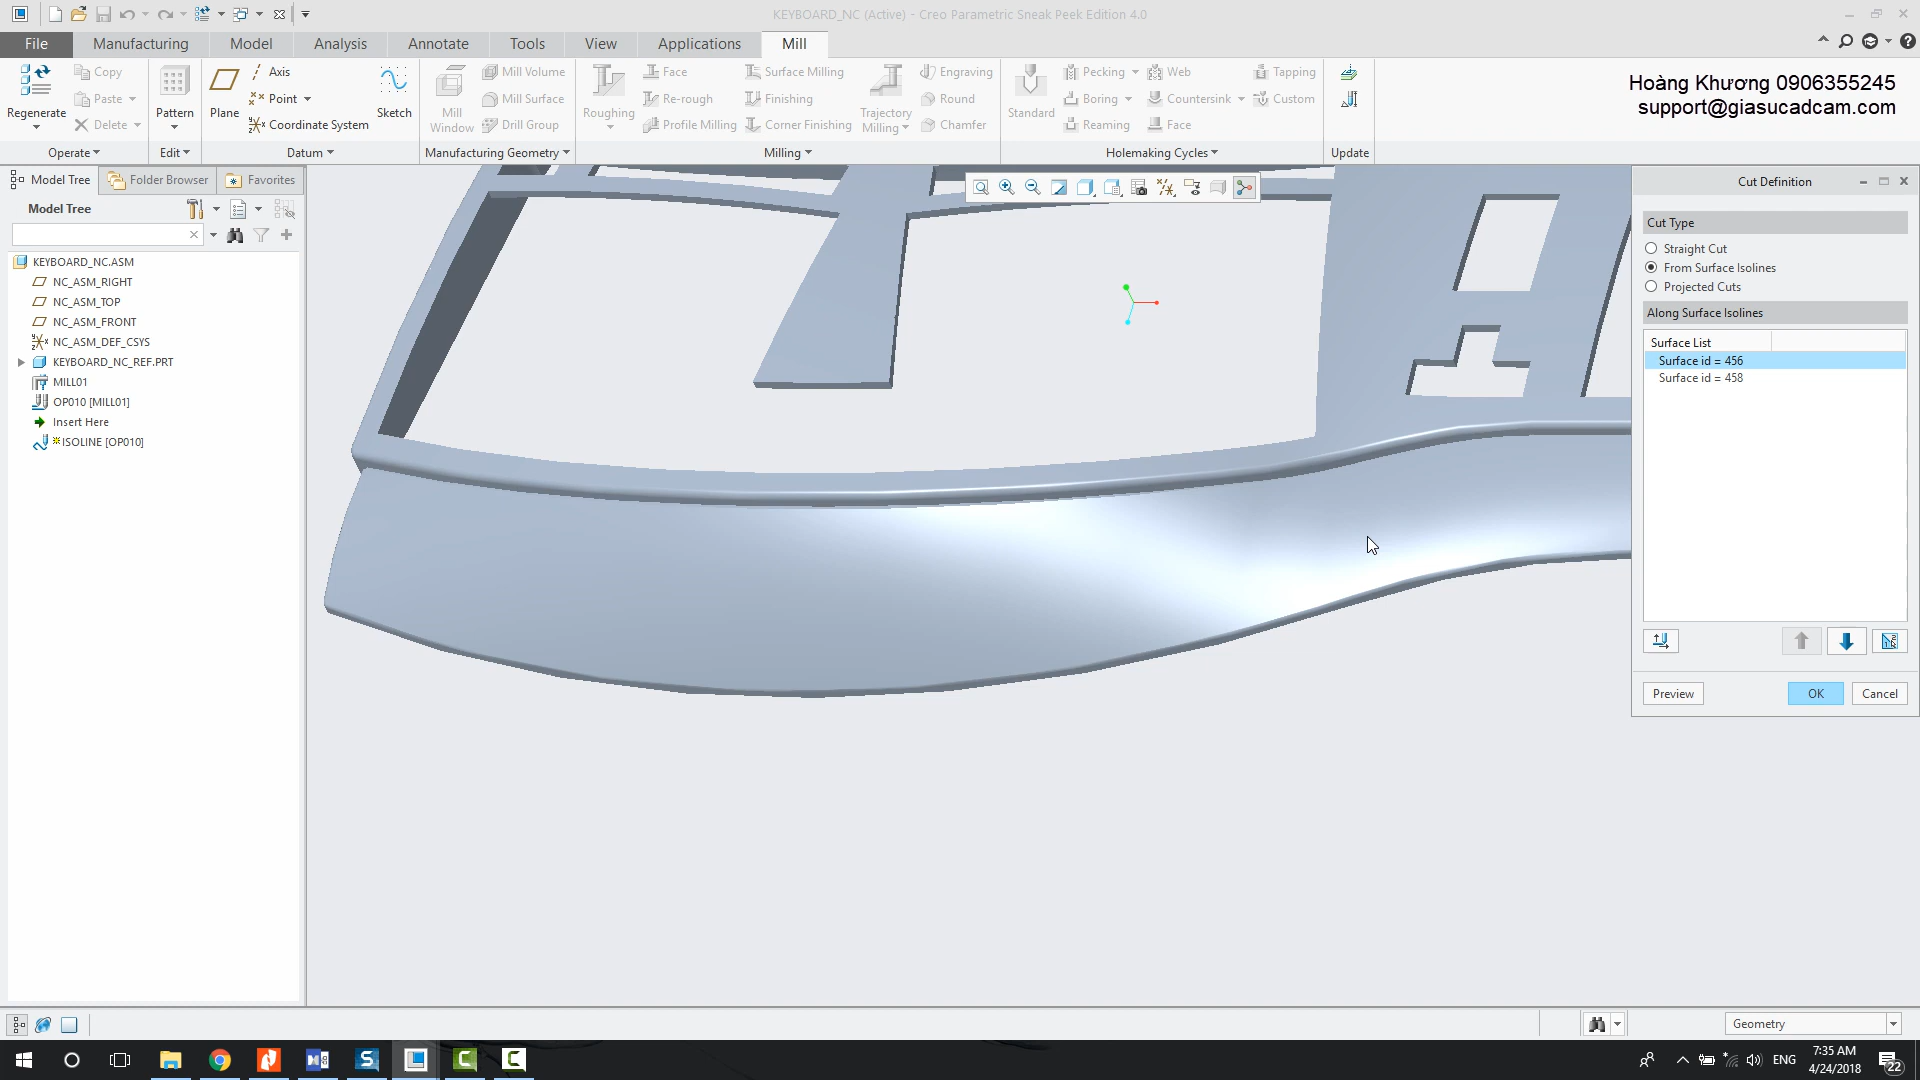 KEYBOARD_NC (Active) - Creo Parametric Sneak Peek Edition 4.0
File Manufacturing Model Analysis Annotate Tools View Applications Mill
Regenerate
Copy
Paste
Delete
Operate
Pattern
Edit
Plane
Axis
Point
Coordinate System
Sketch
Datum
Mill Window
Mill Volume
Mill Surface
Drill Group
Manufacturing Geometry
Roughing
Face
Re-rough
Profile Milling
Surface Milling
Finishing
Corner Finishing
Trajectory Milling
Engraving
Round
Chamfer
Milling
Standard
Pecking
Boring
Reaming
Web
Countersink
Face
Tapping
Custom
Holemaking Cycles
Update
Hoàng Khương 0906355245
support@giasucadcam.com
Model Tree
Folder Browser
Favorites
Model Tree
KEYBOARD_NC.ASM
NC_ASM_RIGHT
NC_ASM_TOP
NC_ASM_FRONT
NC_ASM_DEF_CSYS
KEYBOARD_NC_REF.PRT
MILL01
OP010 [MILL01]
Insert Here
ISOLINE [OP010]
Cut Definition
Cut Type
Straight Cut
From Surface Isolines
Projected Cuts
Along Surface Isolines
Surface List
Surface id = 456
Surface id = 458
Preview
OK
Cancel
Geometry
ENG
7:35 AM
4/24/2018
22